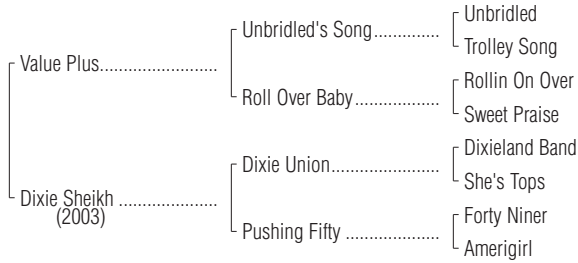 Unbridled
Unbridled's Song..............
Trolley Song
Value Plus.........................
Rollin On Over
Roll Over Baby..................
Sweet Praise
Dixieland Band
Dixie Union.......................
She's Tops
Dixie Sheikh .....................
(2003)
Forty Niner
Pushing Fifty ....................
Amerigirl